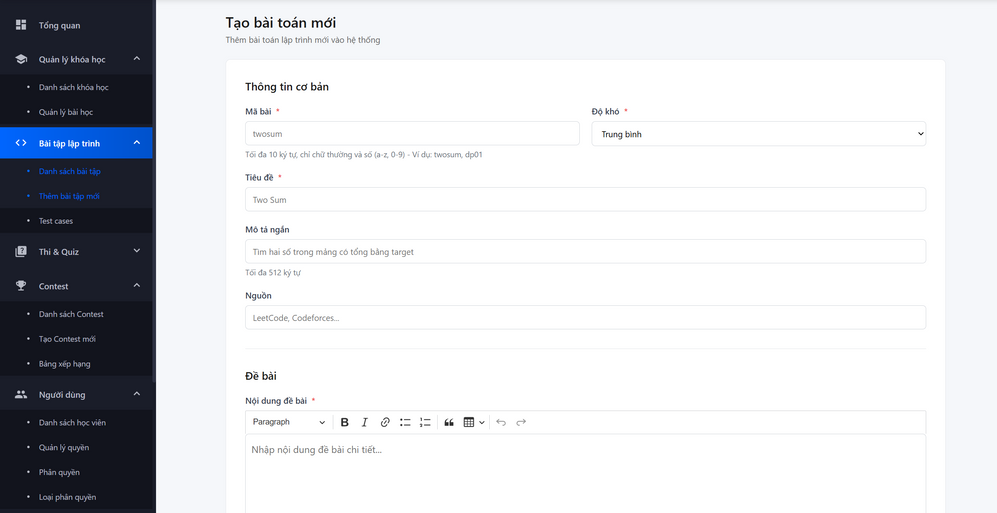 Tổng quan
Quản lý khóa học
Danh sách khóa học
Quản lý bài học
Bài tập lập trình
Danh sách bài tập
Thêm bài tập mới
Test cases
Thi & Quiz
Contest
Danh sách Contest
Tạo Contest mới
Bảng xếp hạng
Người dùng
Danh sách học viên
Quản lý quyền
Phân quyền
Loại phân quyền
Tạo bài toán mới
Thêm bài toán lập trình mới vào hệ thống
Thông tin cơ bản
Mã bài *
Độ khó *
twosum
Trung bình
Tối đa 10 ký tự, chỉ chữ thường và số (a-z, 0-9) - Ví dụ: twosum, dp01
Tiêu đề *
Two Sum
Mô tả ngắn
Tìm hai số trong mảng có tổng bằng target
Tối đa 512 ký tự
Nguồn
LeetCode, Codeforces...
Đề bài
Nội dung đề bài *
Paragraph
Nhập nội dung đề bài chi tiết...